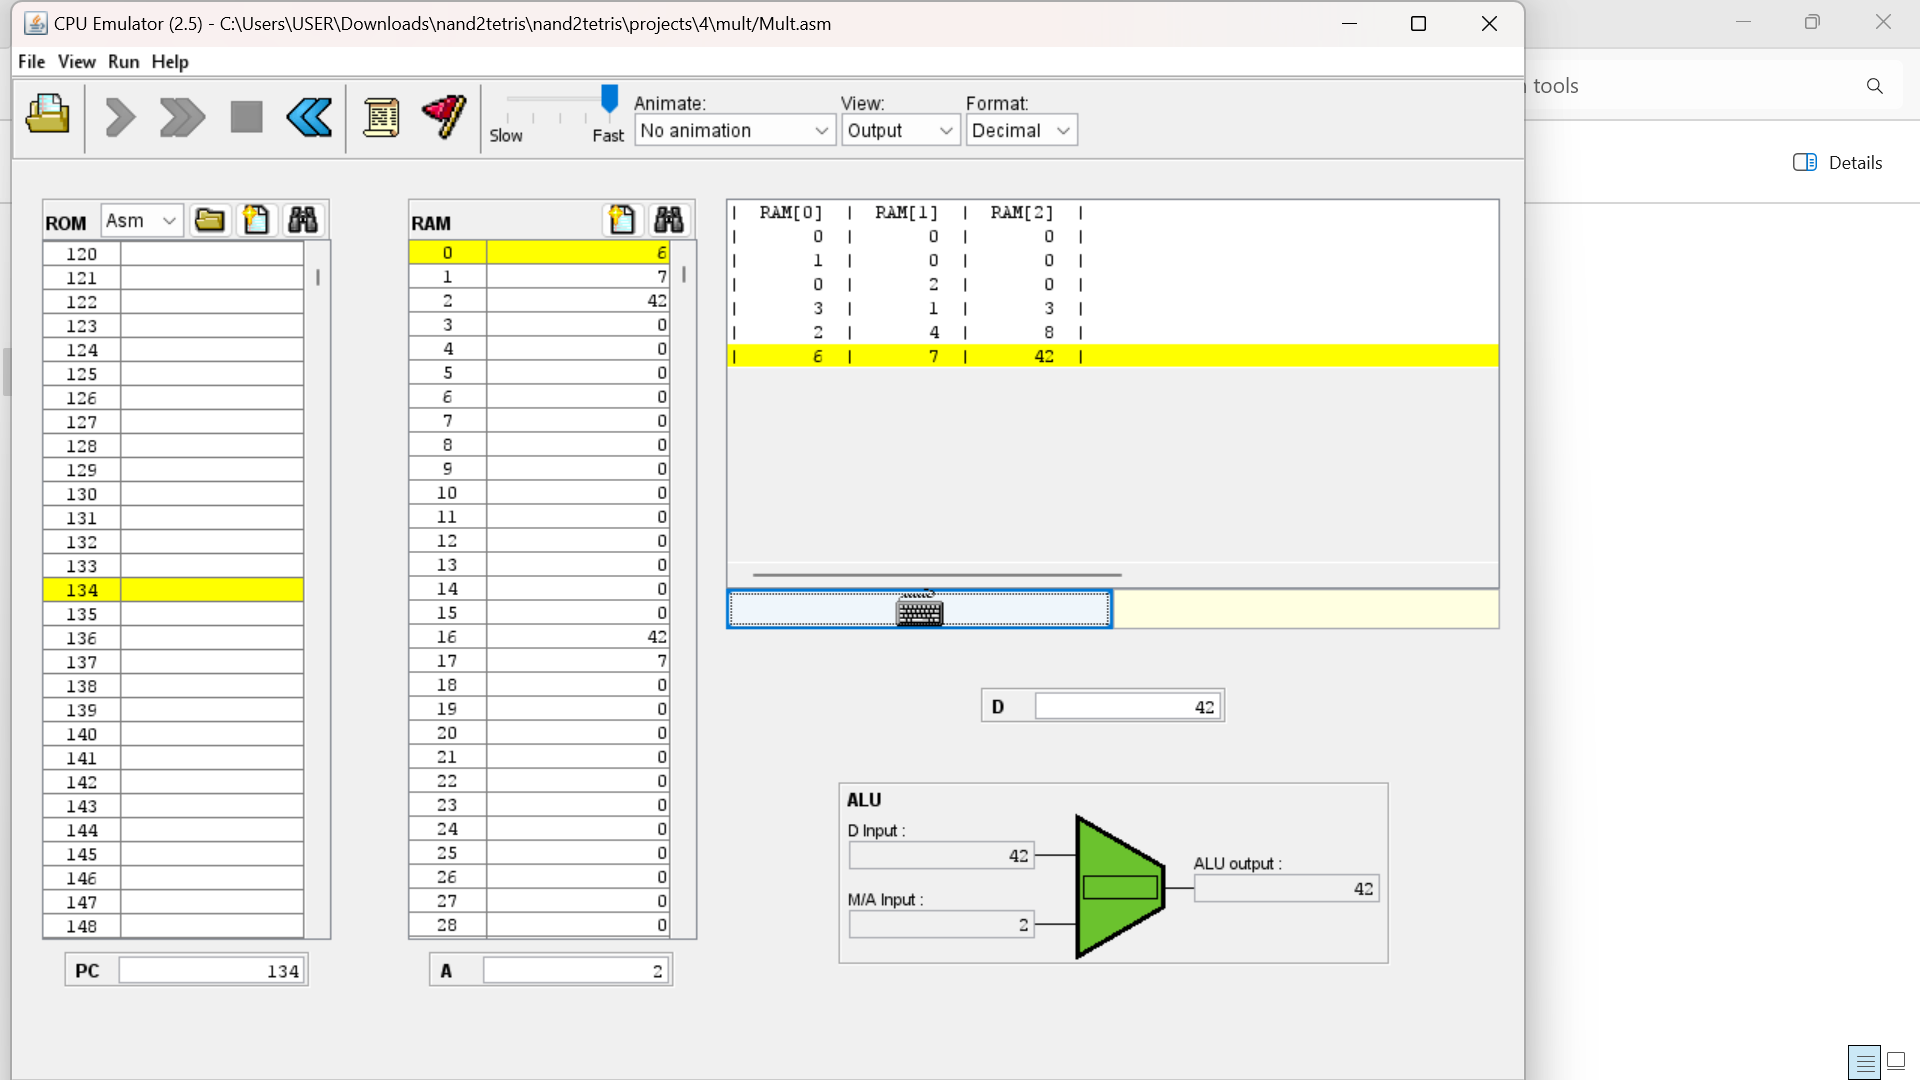 CPU Emulator (2.5) - C:\Users\USER\Downloads\nand2tetris\nand2tetris\projects\4\mult/Mult.asm
File View Run Help
tools
Slow Fast
Animate: View: Format:
No animation Output Decimal
Details
ROM Asm
120
121
122
123
124
125
126
127
128
129
130
131
132
133
134
135
136
137
138
139
140
141
142
143
144
145
146
147
148
PC 134
RAM
0 6
1 7
2 42
3 0
4 0
5 0
6 0
7 0
8 0
9 0
10 0
11 0
12 0
13 0
14 0
15 0
16 42
17 7
18 0
19 0
20 0
21 0
22 0
23 0
24 0
25 0
26 0
27 0
28 0
A 2
| RAM[0] | RAM[1] | RAM[2] |
| 0 | 0 | 0 |
| 1 | 0 | 0 |
| 0 | 2 | 0 |
| 3 | 1 | 3 |
| 2 | 4 | 8 |
| 6 | 7 | 42 |
D 42
ALU
D Input :
42
M/A Input :
2
ALU output :
42